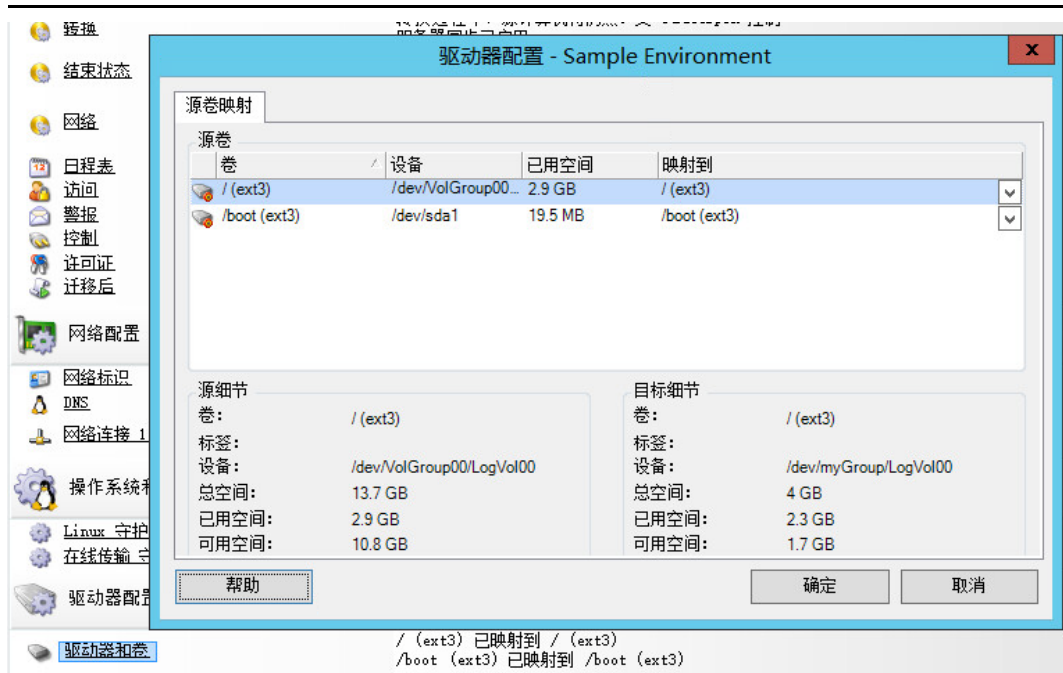 转换
服务器同步已启用
驱动器配置 - Sample Environment
x
结束状态
源卷映射
网络
源卷
卷 设备 已用空间 映射到
日程表
/ (ext3) /dev/VolGroup00... 2.9 GB / (ext3)
访问
/boot (ext3) /dev/sda1 19.5 MB /boot (ext3)
警报
控制
许可证
迁移后
网络配置
网络标识
DNS
网络连接 1
源细节
卷: / (ext3)
标签:
设备: /dev/VolGroup00/LogVol00
总空间: 13.7 GB
已用空间: 2.9 GB
可用空间: 10.8 GB
目标细节
卷: / (ext3)
标签:
设备: /dev/myGroup/LogVol00
总空间: 4 GB
已用空间: 2.3 GB
可用空间: 1.7 GB
操作系统
Linux 守护
在线传输 守
驱动器配置
帮助 确定 取消
驱动器和卷
/ (ext3) 已映射到 / (ext3)
/boot (ext3) 已映射到 /boot (ext3)